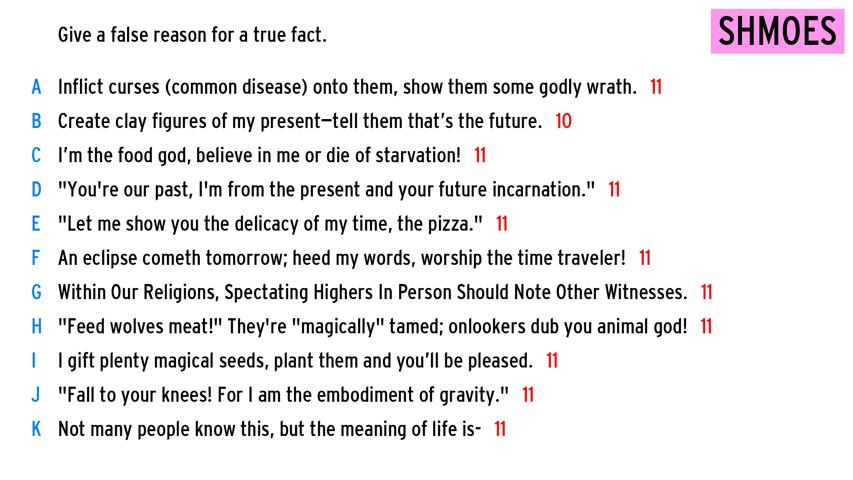 Give a false reason for a true fact.
SHMOES
A Inflict curses (common disease) onto them, show them some godly wrath. 11
B Create clay figures of my present—tell them that's the future. 10
C I'm the food god, believe in me or die of starvation! 11
D "You're our past, I'm from the present and your future incarnation." 11
E "Let me show you the delicacy of my time, the pizza." 11
F An eclipse cometh tomorrow; heed my words, worship the time traveler! 11
G Within Our Religions, Spectating Highers In Person Should Note Other Witnesses. 11
H "Feed wolves meat!" They're "magically" tamed; onlookers dub you animal god! 11
I I gift plenty magical seeds, plant them and you'll be pleased. 11
J "Fall to your knees! For I am the embodiment of gravity." 11
K Not many people know this, but the meaning of life is- 11